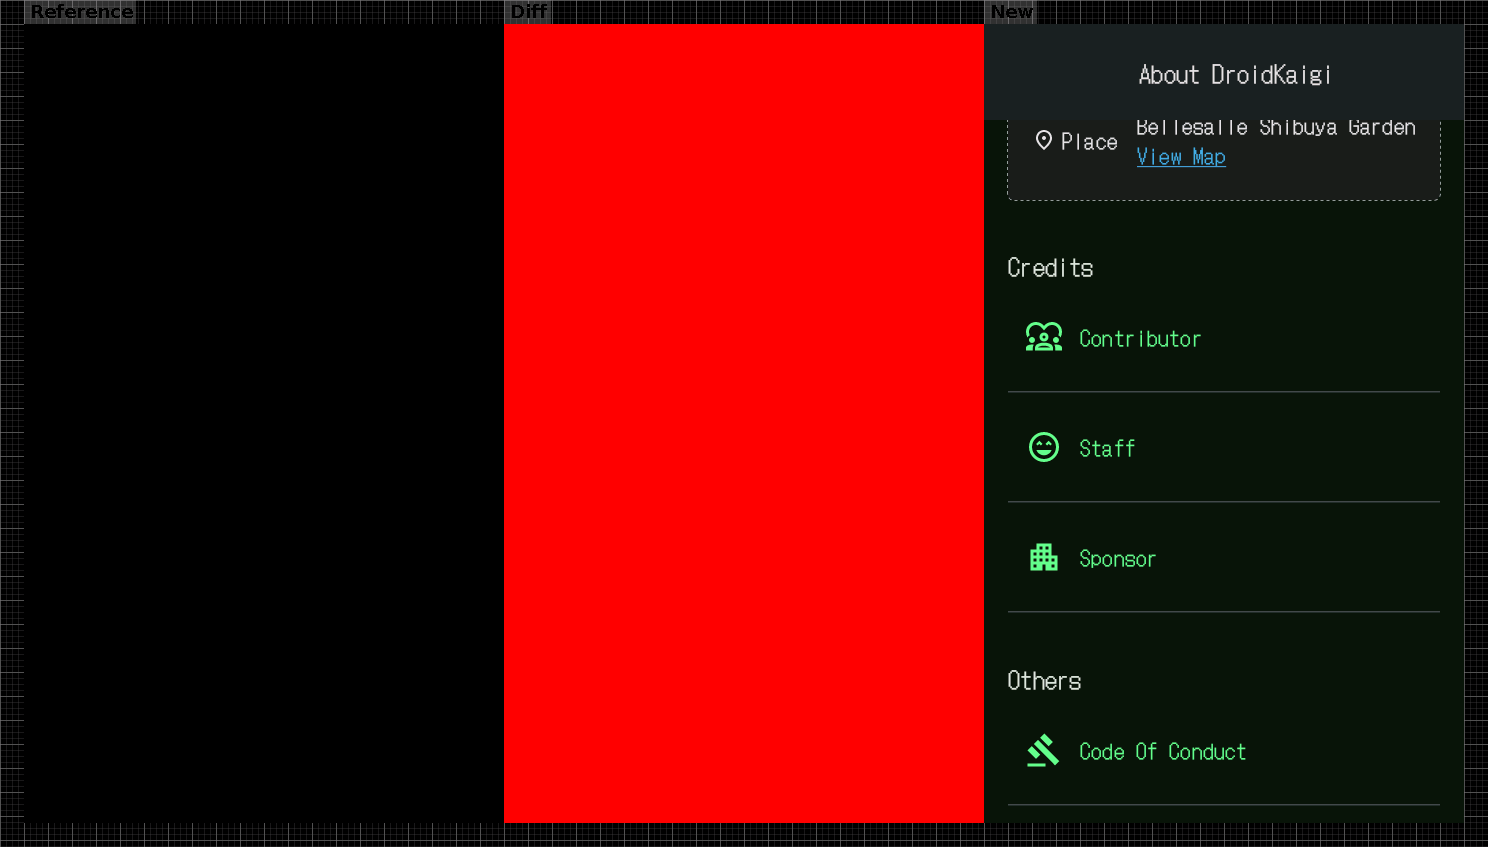 Reference
Diff
New
About DroidKaigi
Bellesalle Shibuya Garden
Place
View Map
Credits
Contributor
Staff
Sponsor
Others
Code Of Conduct